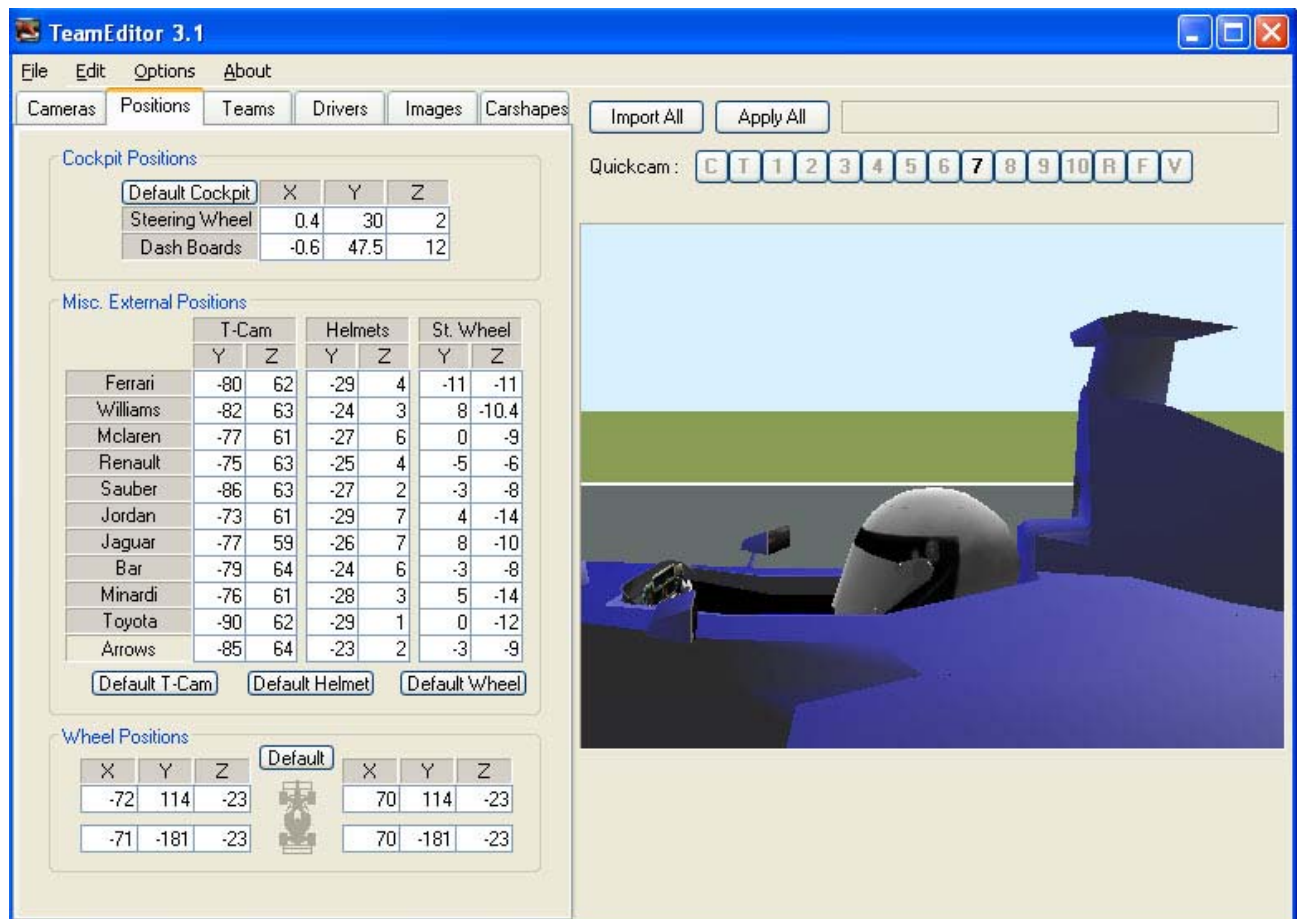 TeamEditor 3.1
File Edit Options About
Cameras Positions Teams Drivers Images Carshapes
Import All Apply All
Quickcam : C T 1 2 3 4 5 6 7 8 9 10 R F V
Cockpit Positions
Default Cockpit X Y Z
Steering Wheel 0.4 30 2
Dash Boards -0.6 47.5 12
Misc. External Positions
T-Cam Helmets St. Wheel
Y Z Y Z Y Z
Ferrari -80 62 -29 4 -11 -11
Williams -82 63 -24 3 8 -10.4
Mclaren -77 61 -27 6 0 -9
Renault -75 63 -25 4 -5 -6
Sauber -86 63 -27 2 -3 -8
Jordan -73 61 -29 7 4 -14
Jaguar -77 59 -26 7 8 -10
Bar -79 64 -24 6 -3 -8
Minardi -76 61 -28 3 5 -14
Toyota -90 62 -29 1 0 -12
Arrows -85 64 -23 2 -3 -9
Default T-Cam Default Helmet Default Wheel
Wheel Positions
Default
X Y Z X Y Z
-72 114 -23 70 114 -23
-71 -181 -23 70 -181 -23